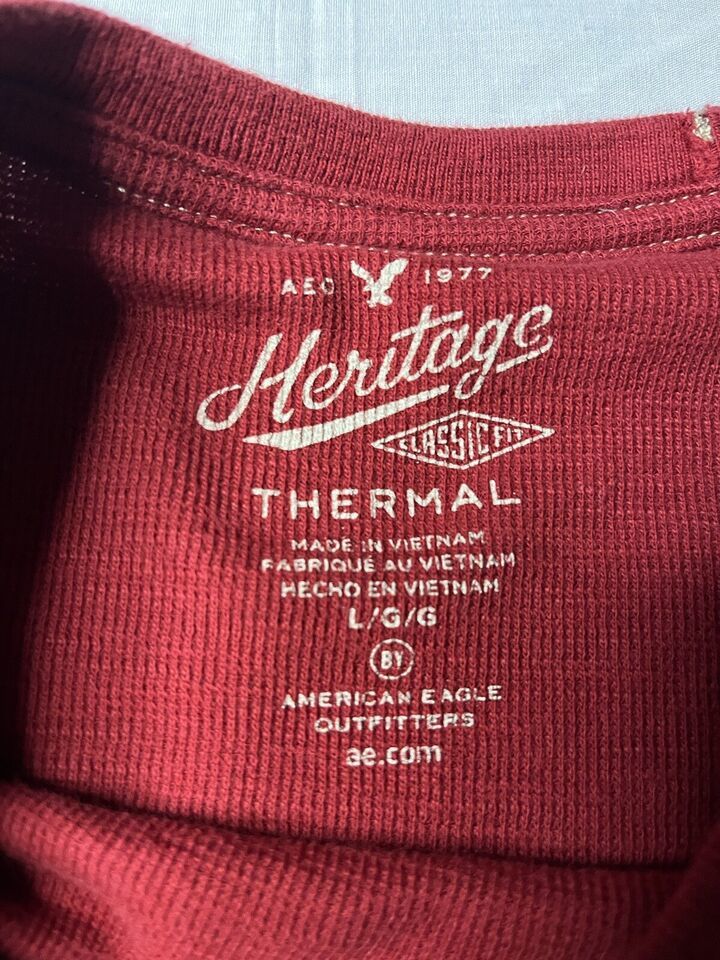 AEO 1977
Heritage
CLASSIC FIT
THERMAL
MADE IN VIETNAM
FABRIQUÉ AU VIETNAM
HECHO EN VIETNAM
L/G/G
BY
AMERICAN EAGLE
OUTFITTERS
ae.com